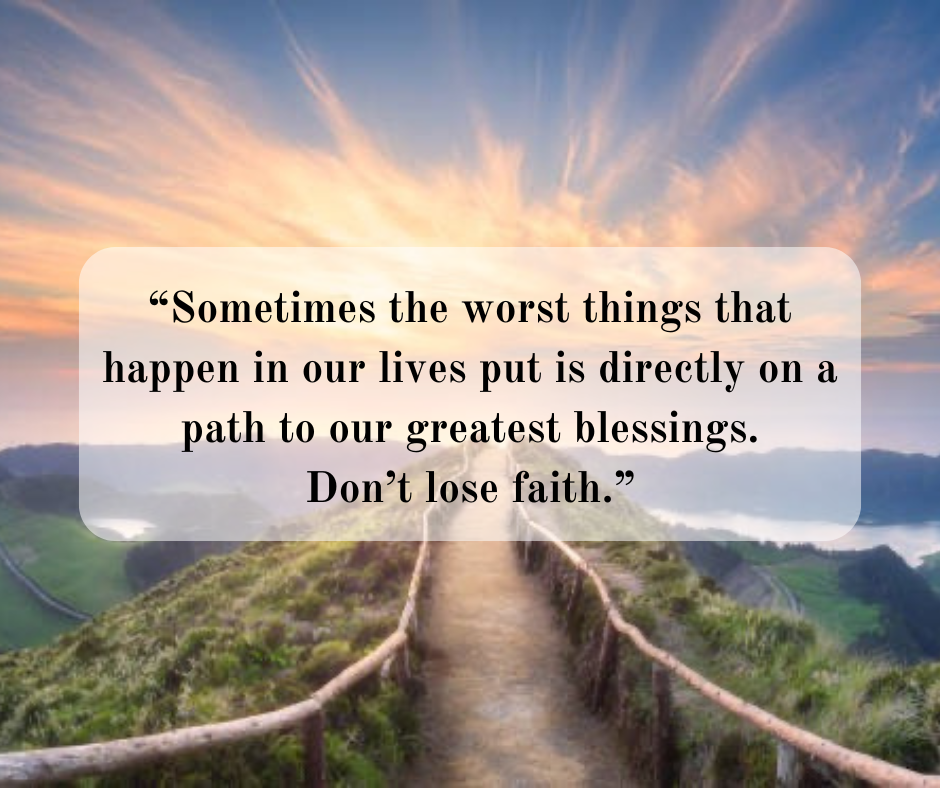 “Sometimes the worst things that
happen in our lives put is directly on a
path to our greatest blessings.
Don’t lose faith.”